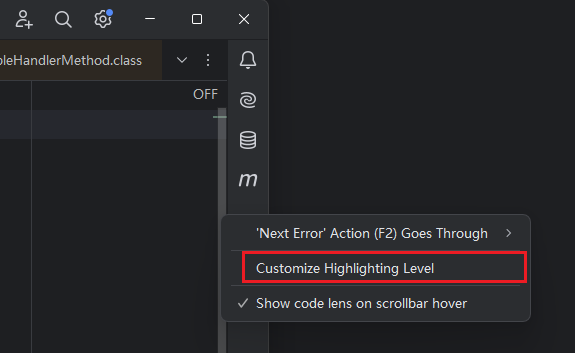 bleHandlerMethod.class
OFF
m
'Next Error' Action (F2) Goes Through
Customize Highlighting Level
Show code lens on scrollbar hover